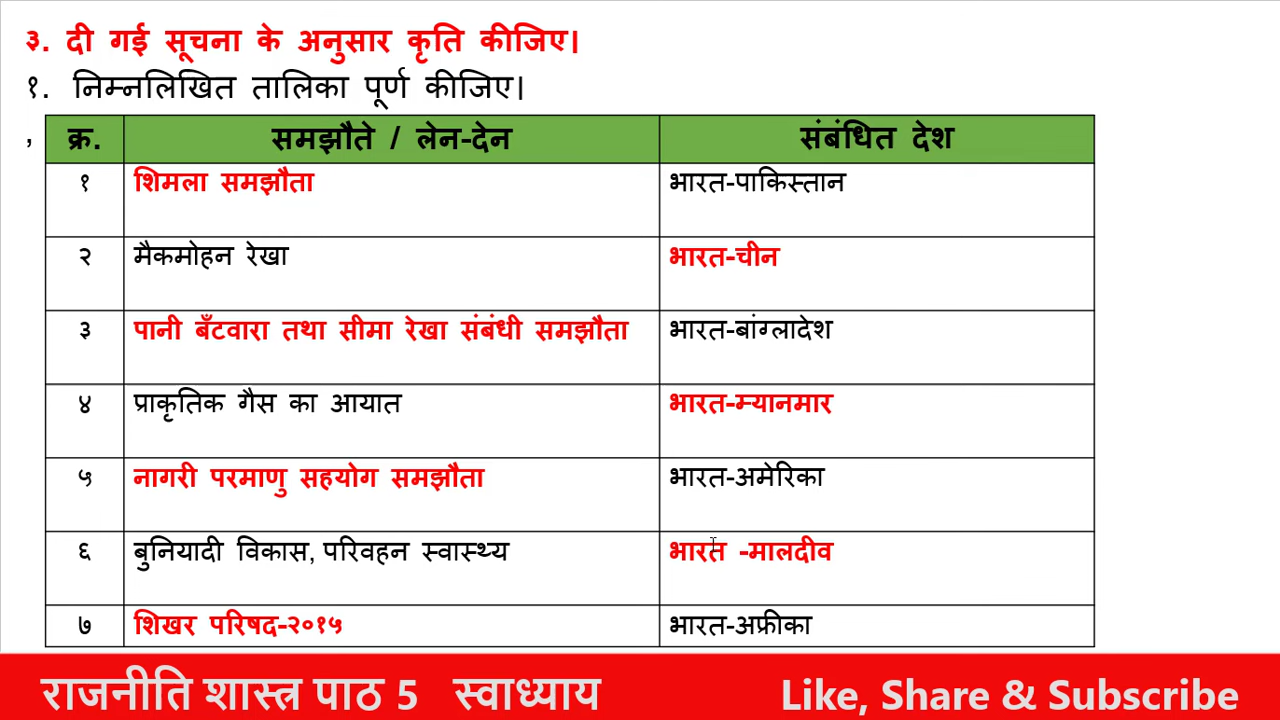 ३. दी गई सूचना के अनुसार कृति कीजिए।
१. निम्नलिखित तालिका पूर्ण कीजिए।
,
क्र. समझौते / लेन-देन संबंधित देश
१ शिमला समझौता भारत-पाकिस्तान
२ मैकमोहन रेखा भारत-चीन
३ पानी बँटवारा तथा सीमा रेखा संबंधी समझौता भारत-बांग्लादेश
४ प्राकृतिक गैस का आयात भारत-म्यानमार
५ नागरी परमाणु सहयोग समझौता भारत-अमेरिका
६ बुनियादी विकास, परिवहन स्वास्थ्य भारत -मालदीव
७ शिखर परिषद-२०१५ भारत-अफ्रीका
राजनीति शास्त्र पाठ 5 स्वाध्याय Like, Share & Subscribe